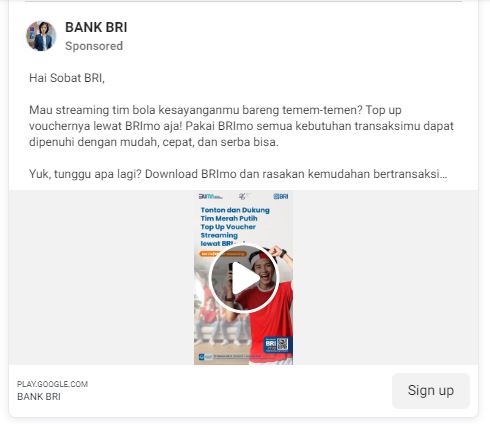 BANK BRI
Sponsored
Hai Sobat BRI,
Mau streaming tim bola kesayanganmu bareng temem-temen? Top up
vouchernya lewat BRImo aja! Pakai BRImo semua kebutuhan transaksimu dapat
dipenuhi dengan mudah, cepat, dan serba bisa.
Yuk, tunggu apa lagi? Download BRImo dan rasakan kemudahan bertransaksi...
BRI
Tonton dan Dukung
Tim Merah Putih
Top Up Voucher
Streaming
lewat
BRI
PLAY.GOOGLE.COM
BANK BRI
Sign up